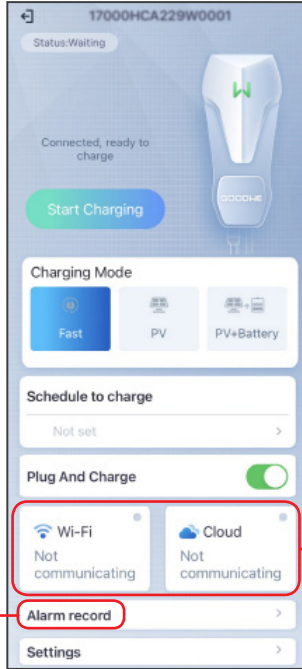 17000HCA229W0001
Status:Waiting
Connected, ready to
charge
Start Charging
GOODWE
Charging Mode
Fast
PV
PV+Battery
Schedule to charge
Not set
Plug And Charge
Wi-Fi
Cloud
Not
communicating
Not
communicating
Alarm record
Settings